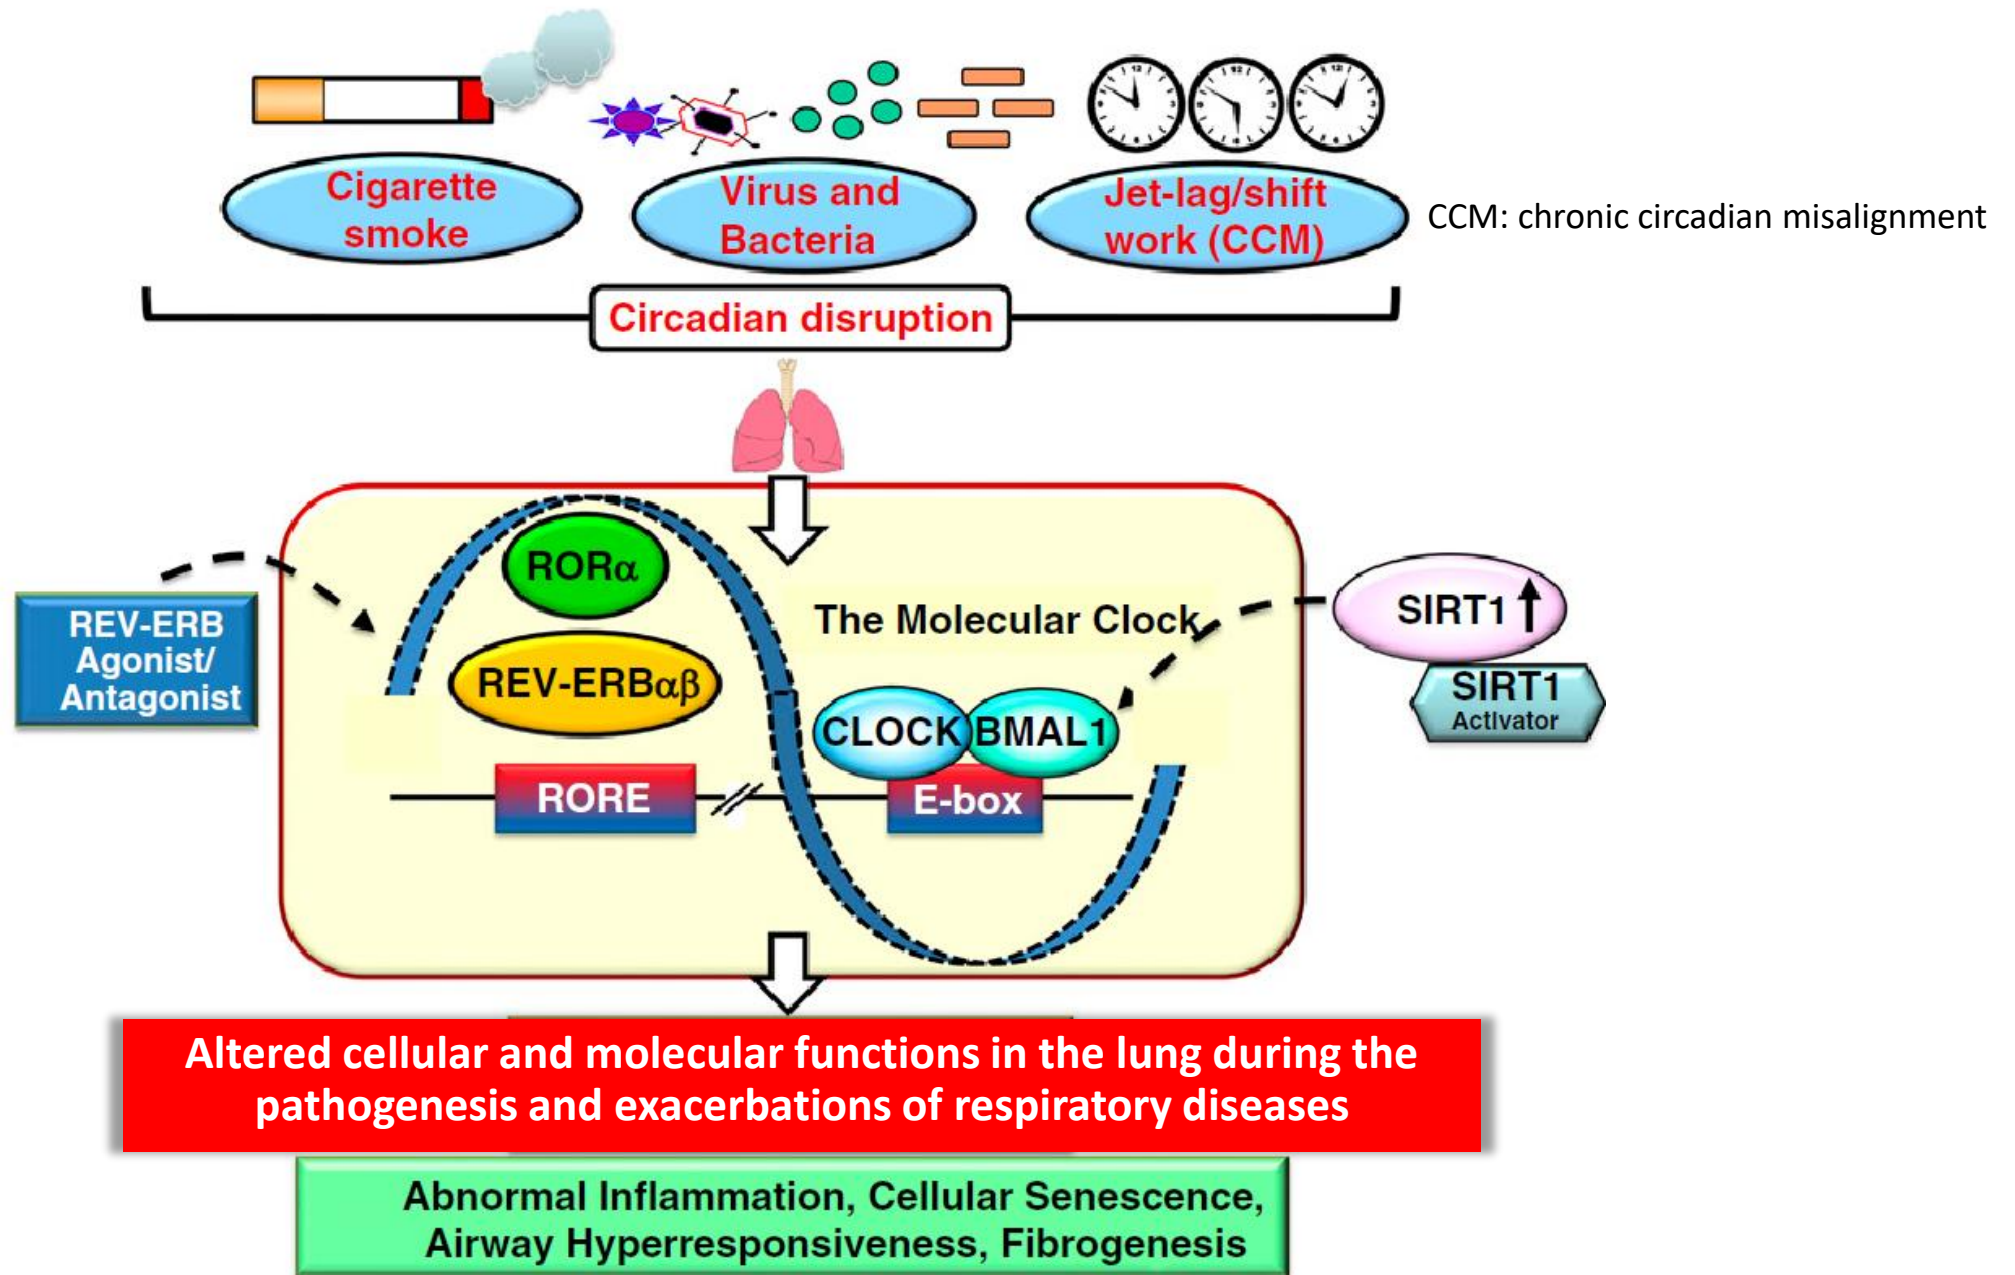 Cigarette
smoke
Virus and
Bacteria
Jet-lag/shift
work (CCM)
CCM: chronic circadian misalignment
Circadian disruption
RORα
The Molecular Clock
REV-ERB
Agonist/
Antagonist
SIRT1
SIRT1
Activator
REV-ERBαβ
CLOCK BMAL1
RORE
E-box
Altered cellular and molecular functions in the lung during the
pathogenesis and exacerbations of respiratory diseases
Abnormal Inflammation, Cellular Senescence,
Airway Hyperresponsiveness, Fibrogenesis